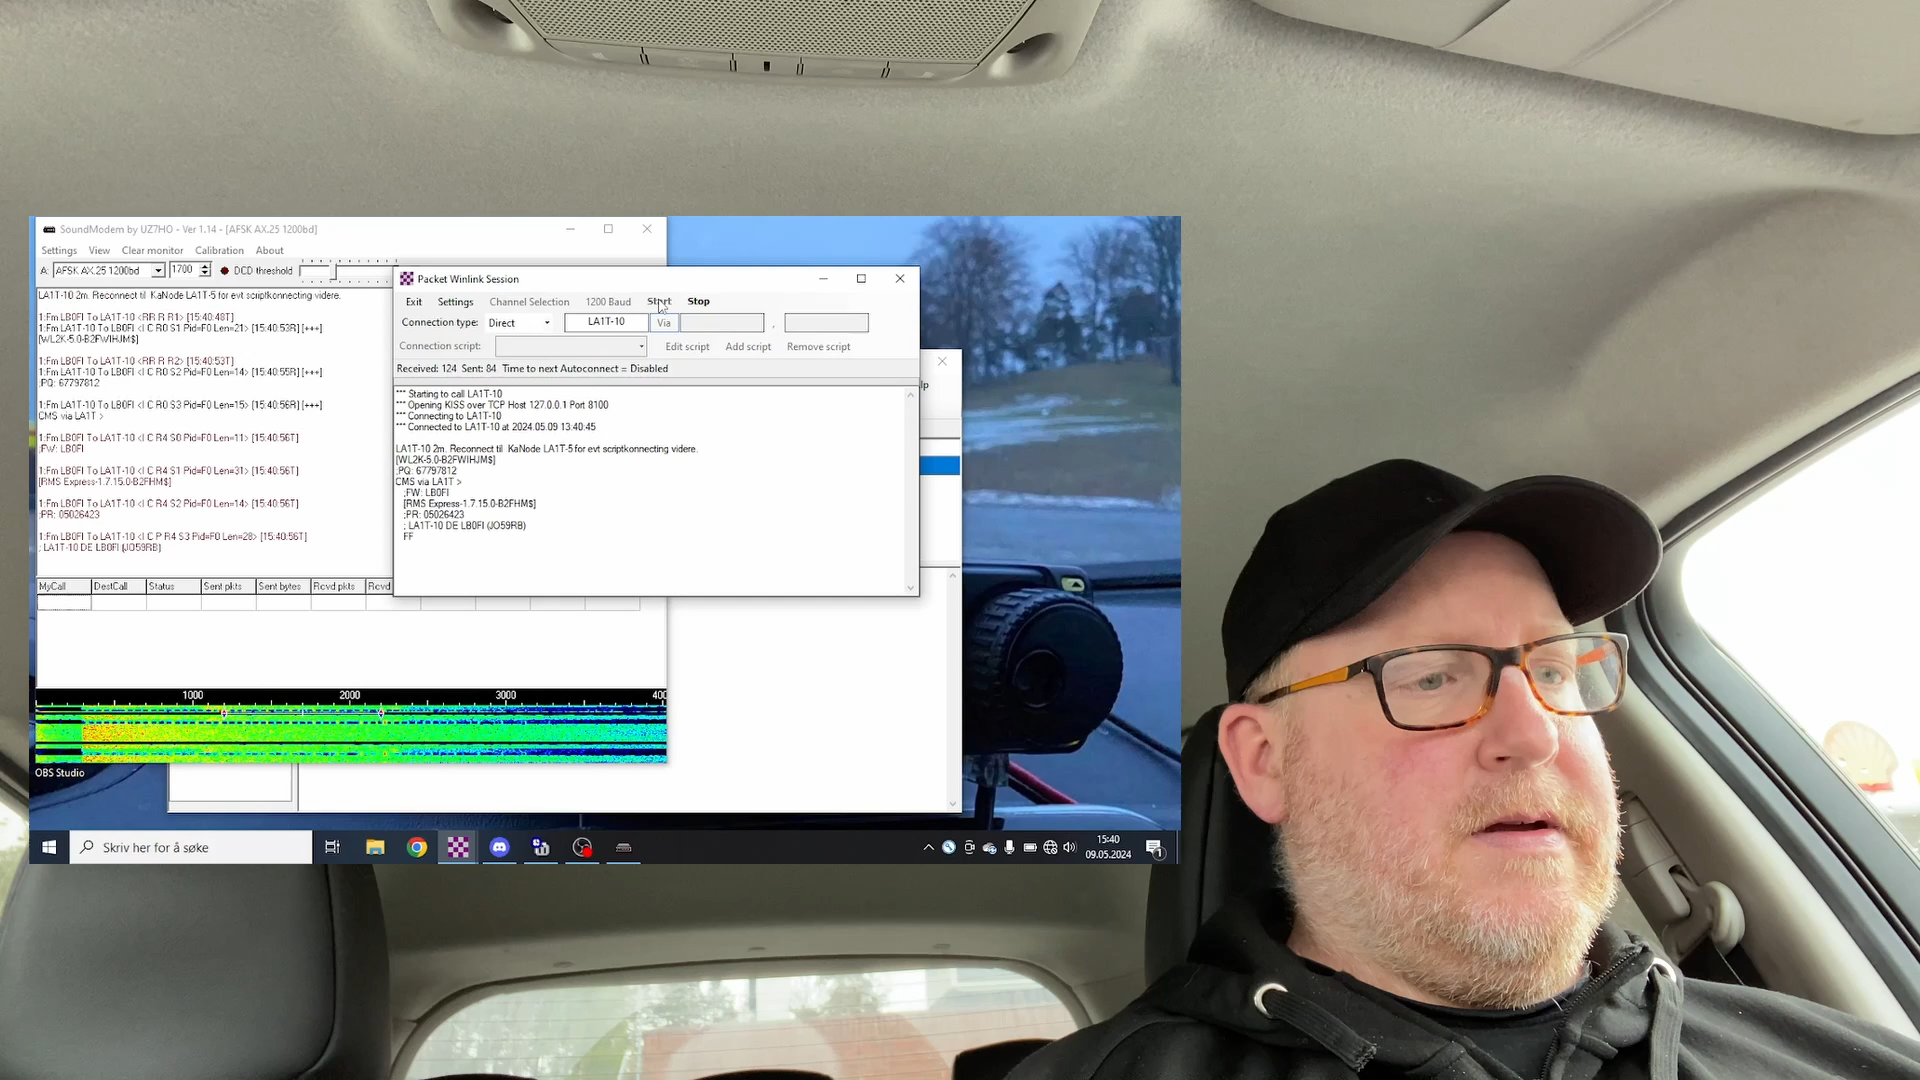 SoundModem by UZ7HO - Ver 1.14 - [AFSK AX.25 1200bd]
Settings View Clear monitor Calibration About
A: AFSK AX.25 1200bd 1700 DCD threshold
LA1T-10 2m. Reconnect til KaNode LA1T-5 for evt scriptkonnecting videre.
1:Fm LB0FI To LA1T-10 <RR R R1> [15:40:48T]
1:Fm LA1T-10 To LB0FI <I C R0 S1 Pid=F0 Len=21> [15:40:53R] [+++]
[WL2K-5.0-B2FWIHJM$]
1:Fm LB0FI To LA1T-10 <RR R R2> [15:40:53T]
1:Fm LA1T-10 To LB0FI <I C R0 S2 Pid=F0 Len=14> [15:40:55R] [+++]
;PQ: 67797812
1:Fm LA1T-10 To LB0FI <I C R0 S3 Pid=F0 Len=15> [15:40:56R] [+++]
CMS via LA1T >
1:Fm LB0FI To LA1T-10 <I C R4 S0 Pid=F0 Len=11> [15:40:56T]
;FW: LB0FI
1:Fm LB0FI To LA1T-10 <I C R4 S1 Pid=F0 Len=31> [15:40:56T]
[RMS Express-1.7.15.0-B2FHM$]
1:Fm LB0FI To LA1T-10 <I C R4 S2 Pid=F0 Len=14> [15:40:56T]
;PR: 05026423
1:Fm LB0FI To LA1T-10 <I C P R4 S3 Pid=F0 Len=28> [15:40:56T]
; LA1T-10 DE LB0FI (JO59RB)
MyCall DestCall Status Sent pkts Sent bytes Rcvd pkts Rcvd
1000 2000 3000 400
OBS Studio
Packet Winlink Session
Exit Settings Channel Selection 1200 Baud Start Stop
Connection type: Direct LA1T-10 Via ,
Connection script: Edit script Add script Remove script
Received: 124 Sent: 84 Time to next Autoconnect = Disabled
*** Starting to call LA1T-10
*** Opening KISS over TCP Host 127.0.0.1 Port 8100
*** Connecting to LA1T-10
*** Connected to LA1T-10 at 2024.05.09 13:40:45
LA1T-10 2m. Reconnect til KaNode LA1T-5 for evt scriptkonnecting videre.
[WL2K-5.0-B2FWIHJM$]
;PQ: 67797812
CMS via LA1T >
;FW: LB0FI
[RMS Express-1.7.15.0-B2FHM$]
;PR: 05026423
; LA1T-10 DE LB0FI (JO59RB)
FF
lp
Skriv her for å søke
15:40
09.05.2024
1